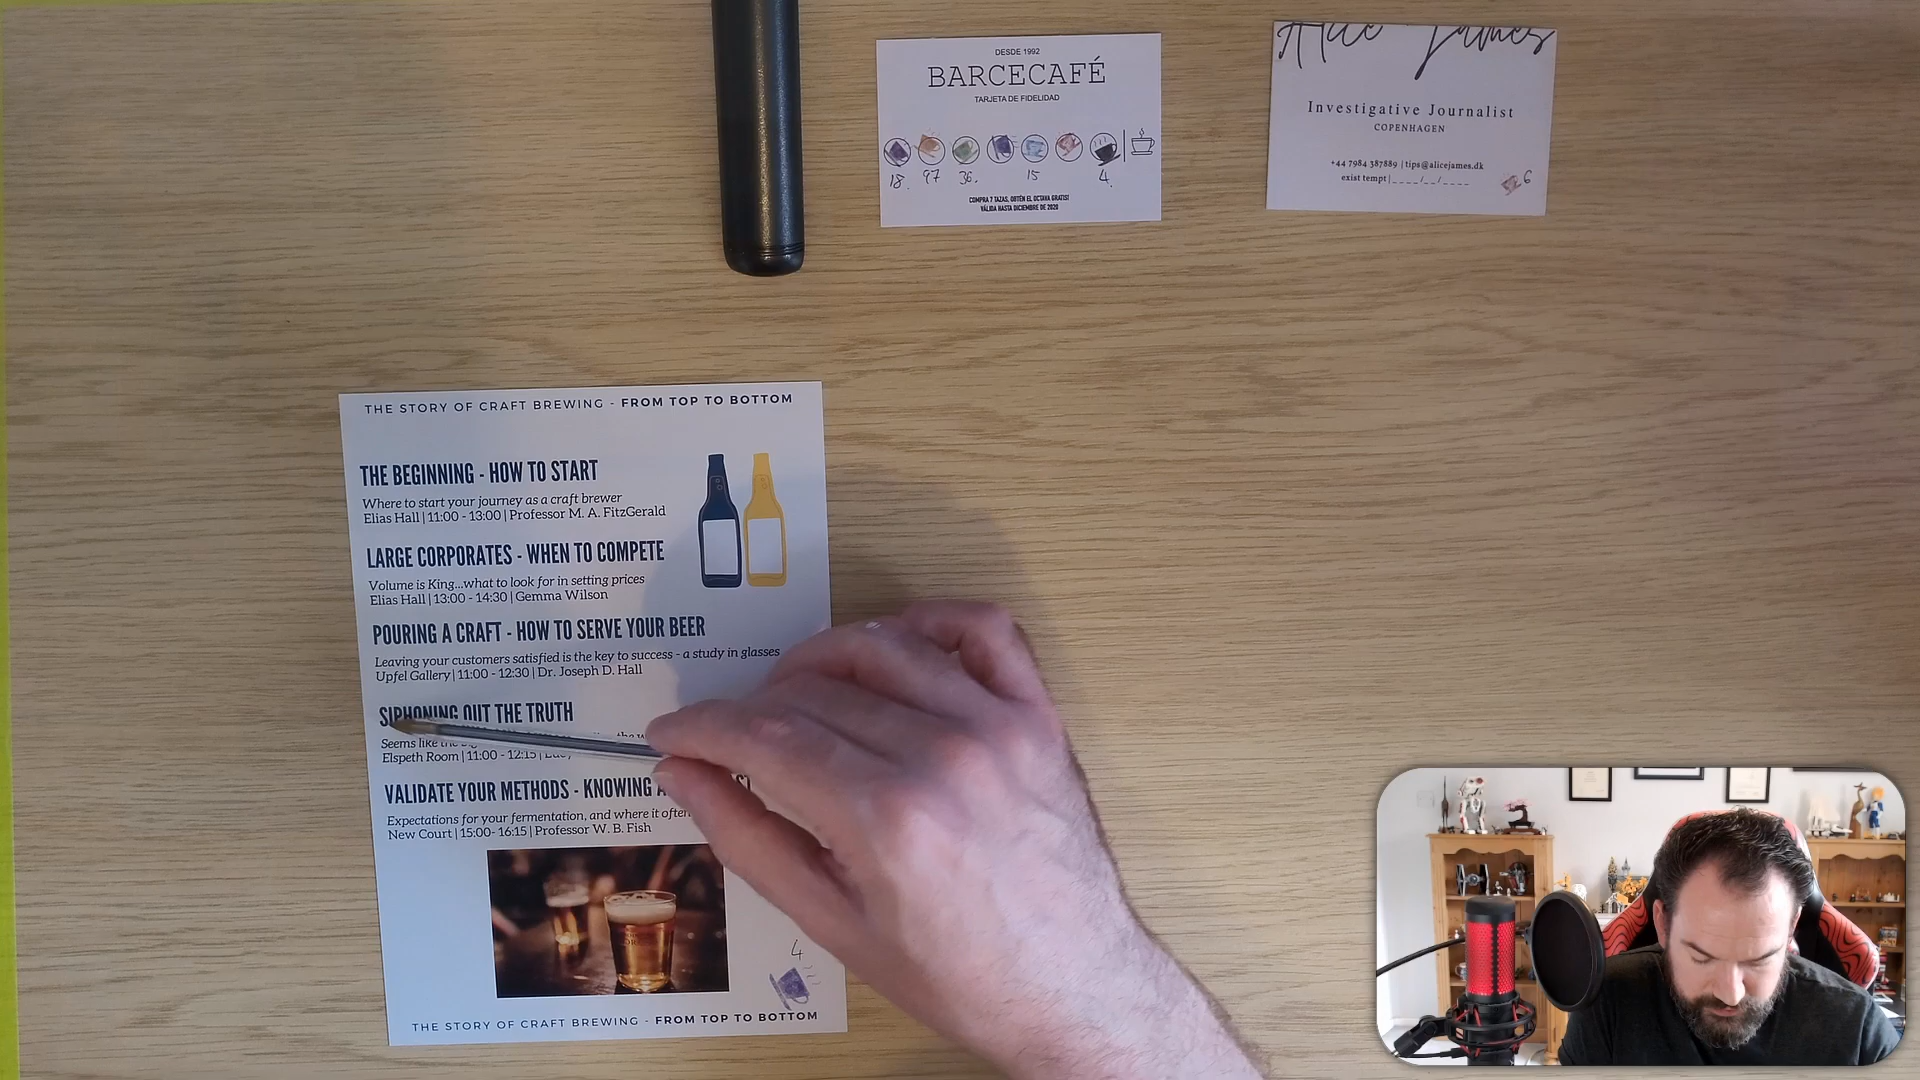 DESDE 1992
BARCECAFÉ
TARJETA DE FIDELIDAD
18. 97 36. 15 4.
COMPRA 7 TAZAS, OBTÉN EL OCTAVA GRATIS!
VÁLIDA HASTA DICIEMBRE DE 2020
Alice James
Investigative Journalist
COPENHAGEN
+44 7984 387889 | tips@alicejames.dk
exist tempt | _ _ _ _ / _ _ / _ _ _ _
6
THE STORY OF CRAFT BREWING - FROM TOP TO BOTTOM
THE BEGINNING - HOW TO START
Where to start your journey as a craft brewer
Elias Hall | 11:00 - 13:00 | Professor M. A. FitzGerald
LARGE CORPORATES - WHEN TO COMPETE
Volume is King...what to look for in setting prices
Elias Hall | 13:00 - 14:30 | Gemma Wilson
POURING A CRAFT - HOW TO SERVE YOUR BEER
Leaving your customers satisfied is the key to success - a study in glasses
Upfel Gallery | 11:00 - 12:30 | Dr. Joseph D. Hall
SIPHONING OUT THE TRUTH
Seems like the
Elspeth Room | 11:00 - 12:15 |
VALIDATE YOUR METHODS - KNOWING
Expectations for your fermentation, and where it often
New Court | 15:00- 16:15 | Professor W. B. Fish
4
THE STORY OF CRAFT BREWING - FROM TOP TO BOTTOM